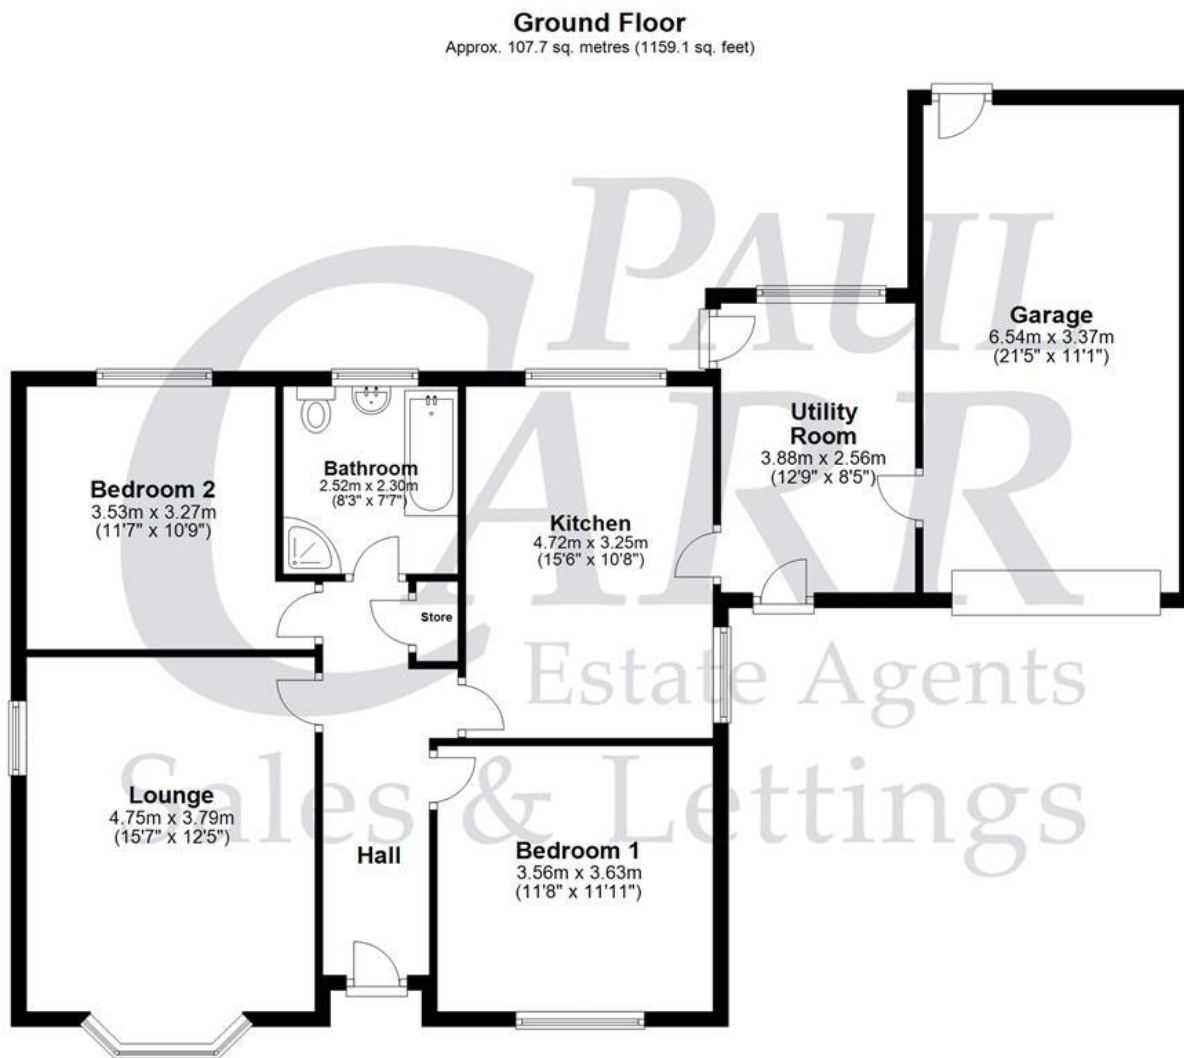 Ground Floor
Approx. 107.7 sq. metres (1159.1 sq. feet)
PAUL
CARR
Estate Agents
Sales & Lettings
Garage
6.54m x 3.37m
(21'5" x 11'1")
Utility
Room
3.88m x 2.56m
(12'9" x 8'5")
Bathroom
2.52m x 2.30m
(8'3" x 7'7")
Bedroom 2
3.53m x 3.27m
(11'7" x 10'9")
Kitchen
4.72m x 3.25m
(15'6" x 10'8")
Store
Lounge
4.75m x 3.79m
(15'7" x 12'5")
Hall
Bedroom 1
3.56m x 3.63m
(11'8" x 11'11")